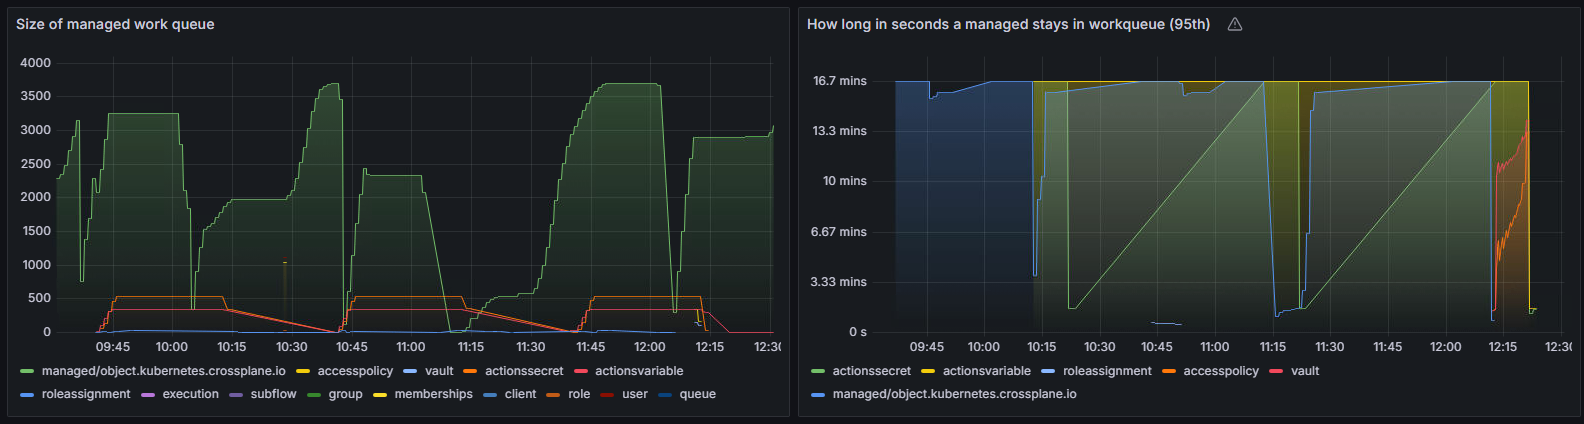 Size of managed work queue
4000
3500
3000
2500
2000
1500
1000
500
0
09:45 10:00 10:15 10:30 10:45 11:00 11:15 11:30 11:45 12:00 12:15 12:30
managed/object.kubernetes.crossplane.io accesspolicy vault actionssecret actionsvariable
roleassignment execution subflow group memberships client role user queue
How long in seconds a managed stays in workqueue (95th)
16.7 mins
13.3 mins
10 mins
6.67 mins
3.33 mins
0 s
09:45 10:00 10:15 10:30 10:45 11:00 11:15 11:30 11:45 12:00 12:15 12:30
actionssecret actionsvariable roleassignment accesspolicy vault
managed/object.kubernetes.crossplane.io